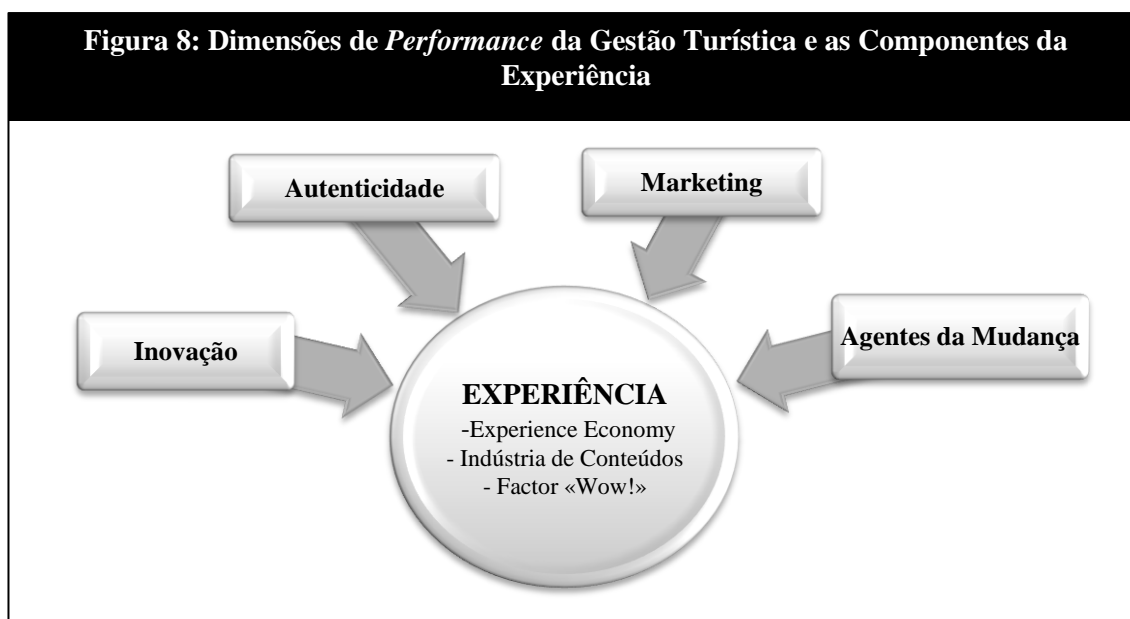 Figura 8: Dimensões de Performance da Gestão Turística e as Componentes da
Experiência
Autenticidade
Marketing
Inovação
Agentes da Mudança
EXPERIÊNCIA
-Experience Economy
- Indústria de Conteúdos
- Factor «Wow!»